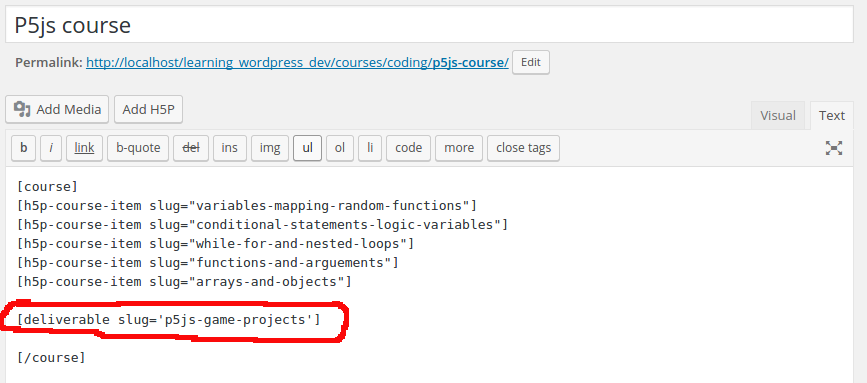 P5js course
Permalink: http://localhost/learning_wordpress_dev/courses/coding/p5js-course/ Edit
Add Media Add H5P
Visual Text
b i link b-quote del ins img ul ol li code more close tags
[course]
[h5p-course-item slug="variables-mapping-random-functions"]
[h5p-course-item slug="conditional-statements-logic-variables"]
[h5p-course-item slug="while-for-and-nested-loops"]
[h5p-course-item slug="functions-and-arguements"]
[h5p-course-item slug="arrays-and-objects"]
[deliverable slug='p5js-game-projects']
[/course]